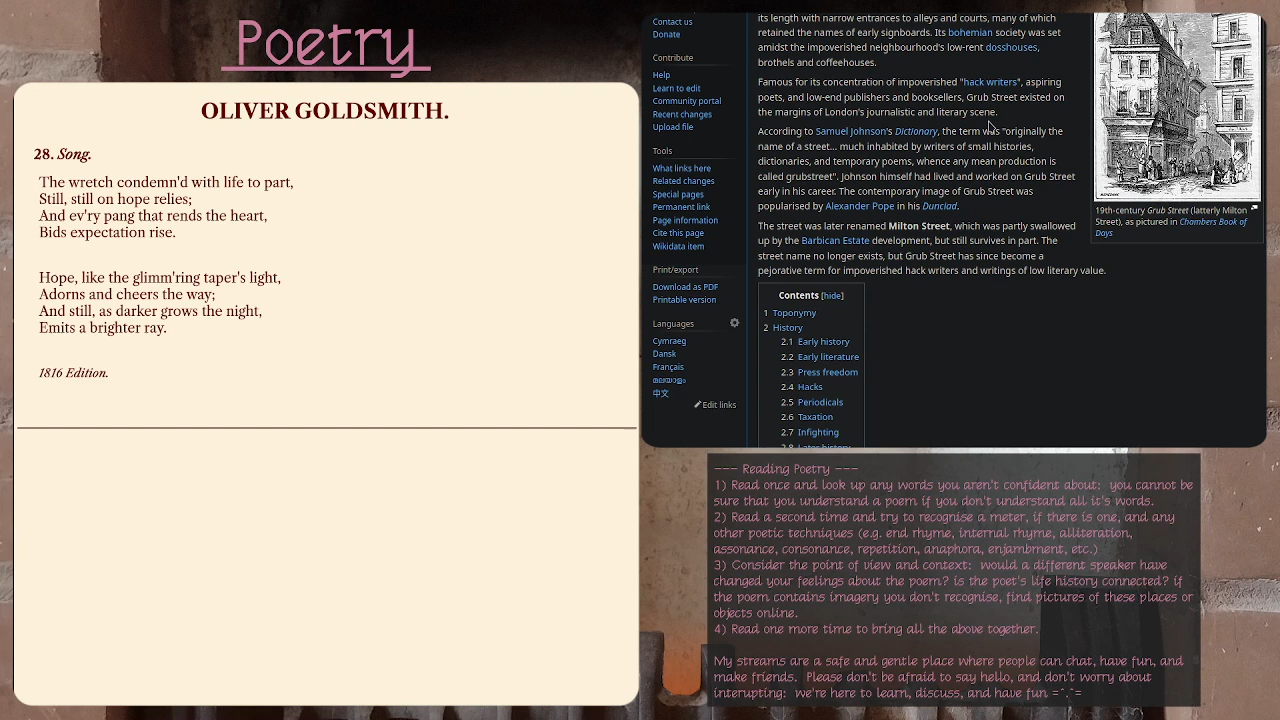 Poetry
OLIVER GOLDSMITH.
28. Song.
The wretch condemn'd with life to part,
Still, still on hope relies;
And ev'ry pang that rends the heart,
Bids expectation rise.
Hope, like the glimm'ring taper's light,
Adorns and cheers the way;
And still, as darker grows the night,
Emits a brighter ray.
1816 Edition.
Contact us
Donate
Contribute
Help
Learn to edit
Community portal
Recent changes
Upload file
Tools
What links here
Related changes
Special pages
Permanent link
Page information
Cite this page
Wikidata item
Print/export
Download as PDF
Printable version
Languages
Cymraeg
Dansk
Français
മലയാളം
中文
Edit links
its length with narrow entrances to alleys and courts, many of which
retained the names of early signboards. Its bohemian society was set
amidst the impoverished neighbourhood's low-rent dosshouses,
brothels and coffeehouses.
Famous for its concentration of impoverished "hack writers", aspiring
poets, and low-end publishers and booksellers, Grub Street existed on
the margins of London's journalistic and literary scene.
According to Samuel Johnson's Dictionary, the term was "originally the
name of a street... much inhabited by writers of small histories,
dictionaries, and temporary poems, whence any mean production is
called grubstreet". Johnson himself had lived and worked on Grub Street
early in his career. The contemporary image of Grub Street was
popularised by Alexander Pope in his Dunciad.
The street was later renamed Milton Street, which was partly swallowed
up by the Barbican Estate development, but still survives in part. The
street name no longer exists, but Grub Street has since become a
pejorative term for impoverished hack writers and writings of low literary value.
19th-century Grub Street (latterly Milton
Street), as pictured in Chambers Book of
Days
Contents [hide]
1 Toponymy
2 History
2.1 Early history
2.2 Early literature
2.3 Press freedom
2.4 Hacks
2.5 Periodicals
2.6 Taxation
2.7 Infighting
2.8 Later history
--- Reading Poetry ---
1) Read once and look up any words you aren't confident about: you cannot be
sure that you understand a poem if you don't understand all it's words.
2) Read a second time and try to recognise a meter, if there is one, and any
other poetic techniques (e.g. end rhyme, internal rhyme, alliteration,
assonance, consonance, repetition, anaphora, enjambment, etc.)
3) Consider the point of view and context: would a different speaker have
changed your feelings about the poem? is the poet's life history connected? if
the poem contains imagery you don't recognise, find pictures of these places or
objects online.
4) Read one more time to bring all the above together.
My streams are a safe and gentle place where people can chat, have fun, and
make friends. Please don't be afraid to say hello, and don't worry about
interupting: we're here to learn, discuss, and have fun =^.^=